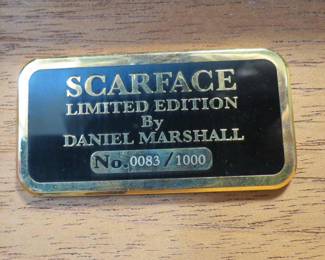 SCARFACE
LIMITED EDITION
By
DANIEL MARSHALL
No. 0083/1000